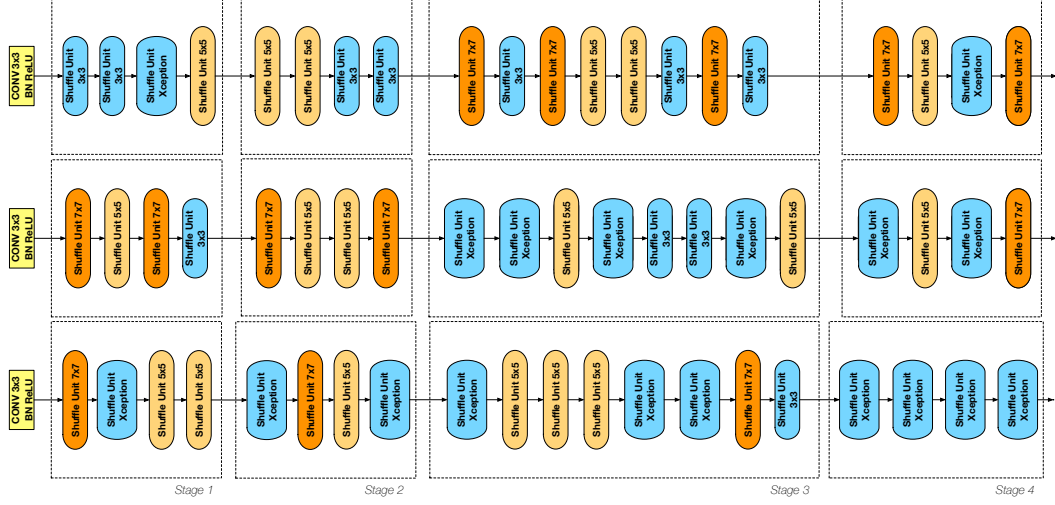 CONV 3x3
BN ReLU
Shuffle Unit
3x3
Shuffle Unit
3x3
Shuffle Unit
Xception
Shuffle Unit 5x5
Shuffle Unit 5x5
Shuffle Unit 5x5
Shuffle Unit
3x3
Shuffle Unit
3x3
Shuffle Unit 7x7
Shuffle Unit
3x3
Shuffle Unit 7x7
Shuffle Unit 5x5
Shuffle Unit 5x5
Shuffle Unit
3x3
Shuffle Unit 7x7
Shuffle Unit
3x3
Shuffle Unit 7x7
Shuffle Unit 5x5
Shuffle Unit
Xception
Shuffle Unit 7x7
CONV 3x3
BN ReLU
Shuffle Unit 7x7
Shuffle Unit 5x5
Shuffle Unit 7x7
Shuffle Unit
3x3
Shuffle Unit 7x7
Shuffle Unit 5x5
Shuffle Unit 5x5
Shuffle Unit 7x7
Shuffle Unit
Xception
Shuffle Unit
Xception
Shuffle Unit 5x5
Shuffle Unit
Xception
Shuffle Unit
3x3
Shuffle Unit
3x3
Shuffle Unit
Xception
Shuffle Unit 5x5
Shuffle Unit
Xception
Shuffle Unit 5x5
Shuffle Unit
Xception
Shuffle Unit 7x7
CONV 3x3
BN ReLU
Shuffle Unit 7x7
Shuffle Unit
Xception
Shuffle Unit 5x5
Shuffle Unit 5x5
Shuffle Unit
Xception
Shuffle Unit 7x7
Shuffle Unit 5x5
Shuffle Unit
Xception
Shuffle Unit
Xception
Shuffle Unit 5x5
Shuffle Unit 5x5
Shuffle Unit 5x5
Shuffle Unit
Xception
Shuffle Unit
Xception
Shuffle Unit 7x7
Shuffle Unit
3x3
Shuffle Unit
Xception
Shuffle Unit
Xception
Shuffle Unit
Xception
Shuffle Unit
Xception
Stage 1
Stage 2
Stage 3
Stage 4